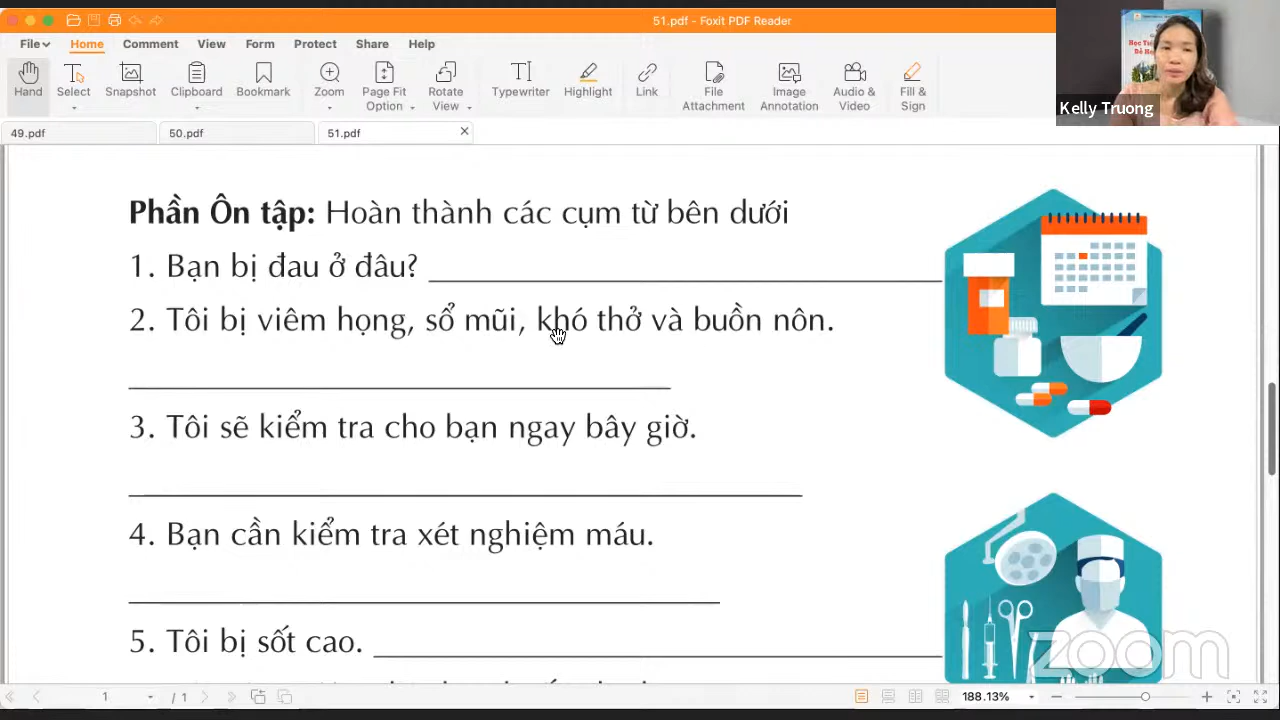 51.pdf - Foxit PDF Reader
File Home Comment View Form Protect Share Help
Hand Select Snapshot Clipboard Bookmark Zoom Page Fit Option Rotate View Typewriter Highlight Link File Attachment Image Annotation Audio & Video Fill & Sign
Kelly Truong
49.pdf 50.pdf 51.pdf
Phần Ôn tập: Hoàn thành các cụm từ bên dưới
1. Bạn bị đau ở đâu?
2. Tôi bị viêm họng, sổ mũi, khó thở và buồn nôn.
3. Tôi sẽ kiểm tra cho bạn ngay bây giờ.
4. Bạn cần kiểm tra xét nghiệm máu.
5. Tôi bị sốt cao.
zoom
1 / 1 188.13%